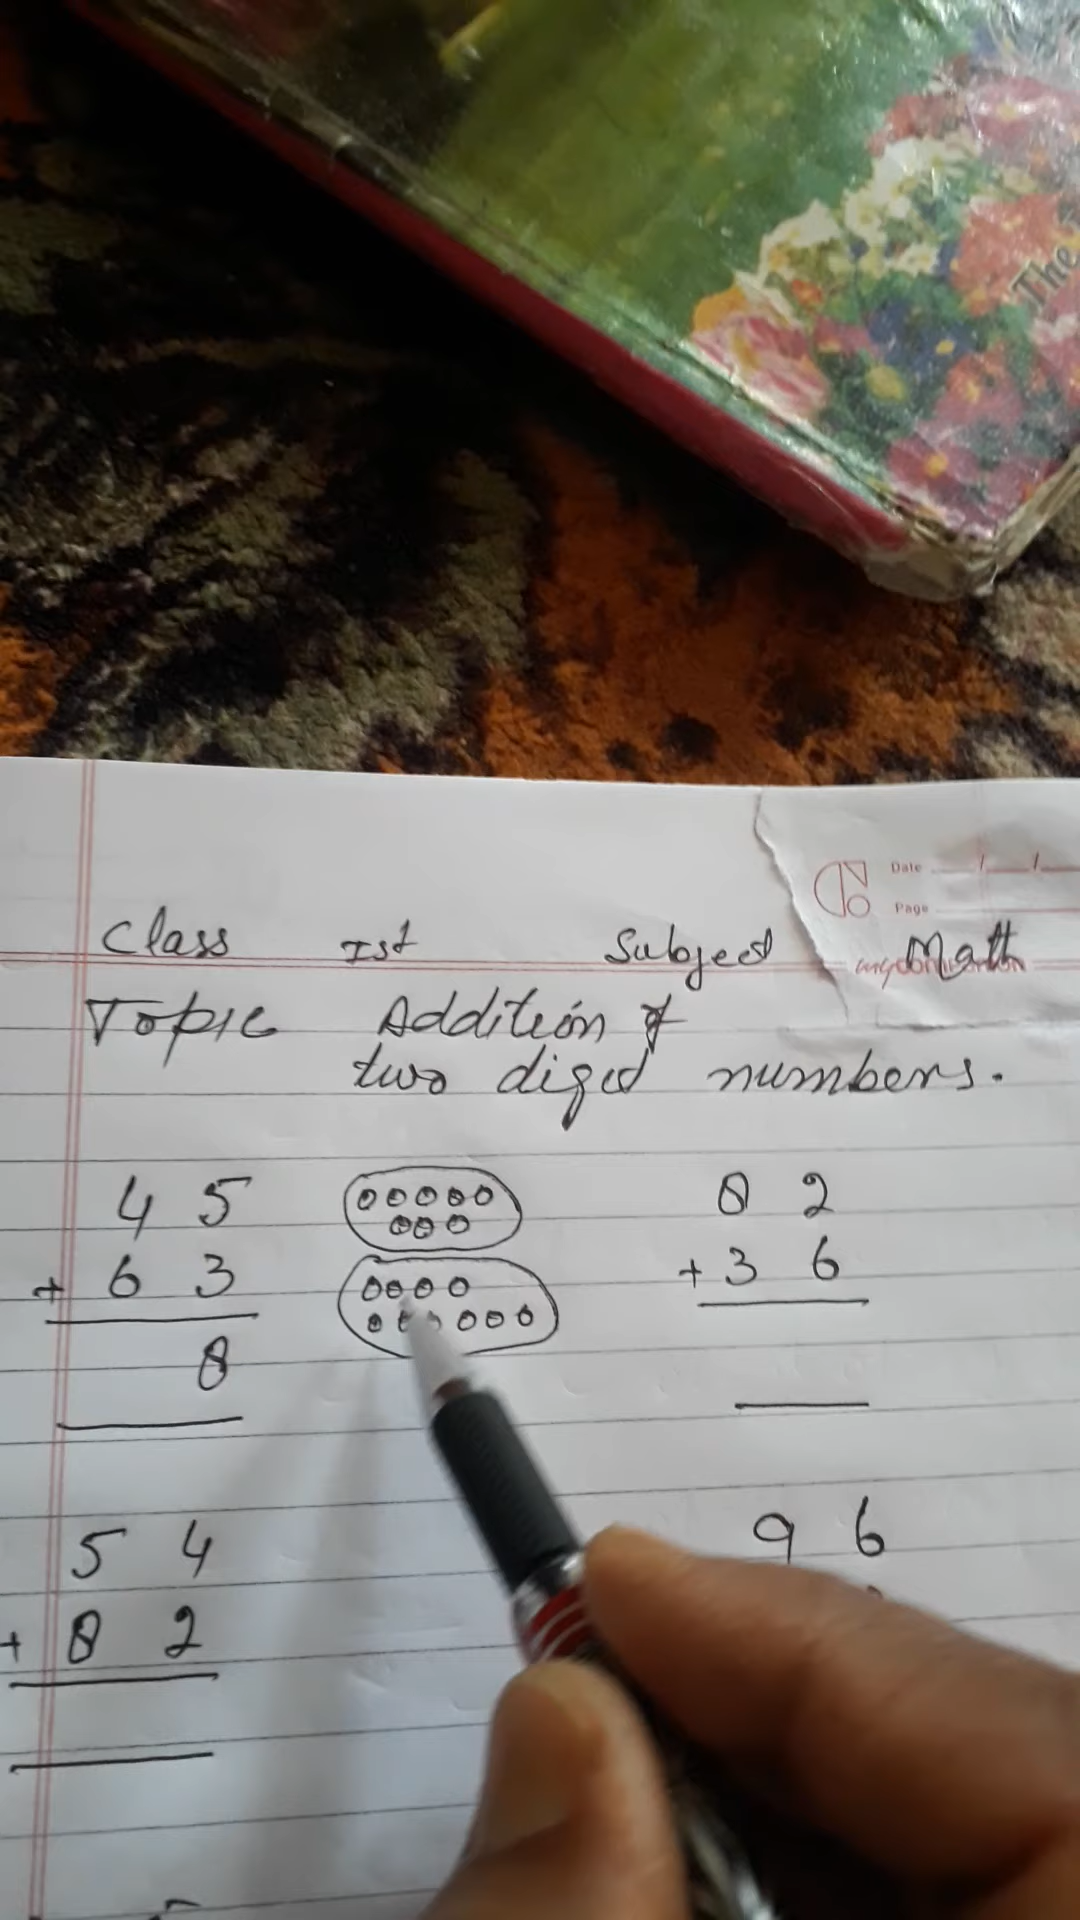 The
Date / /
Page
Class Ist Subject Math
Topic Addition of
two diged numbers.
4 5
+ 6 3
8
8 2
+ 3 6
5 4
+ 8 2
9 6